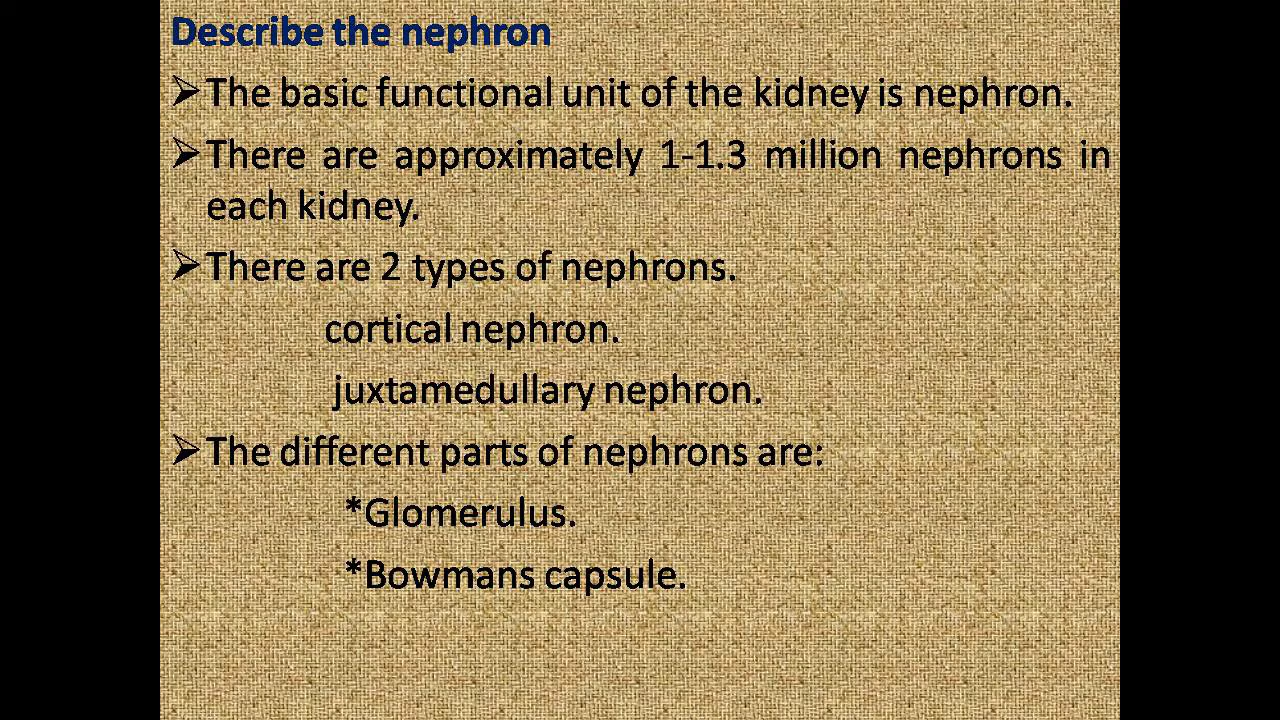 Describe the nephron
➢The basic functional unit of the kidney is nephron.
➢There are approximately 1-1.3 million nephrons in
each kidney.
➢There are 2 types of nephrons.
cortical nephron.
juxtamedullary nephron.
➢The different parts of nephrons are:
*Glomerulus.
*Bowmans capsule.